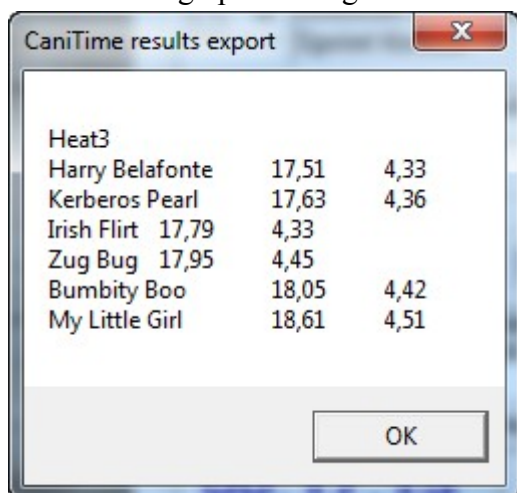 CaniTime results export
Heat3
Harry Belafonte 17,51 4,33
Kerberos Pearl 17,63 4,36
Irish Flirt 17,79 4,33
Zug Bug 17,95 4,45
Bumbity Boo 18,05 4,42
My Little Girl 18,61 4,51
OK